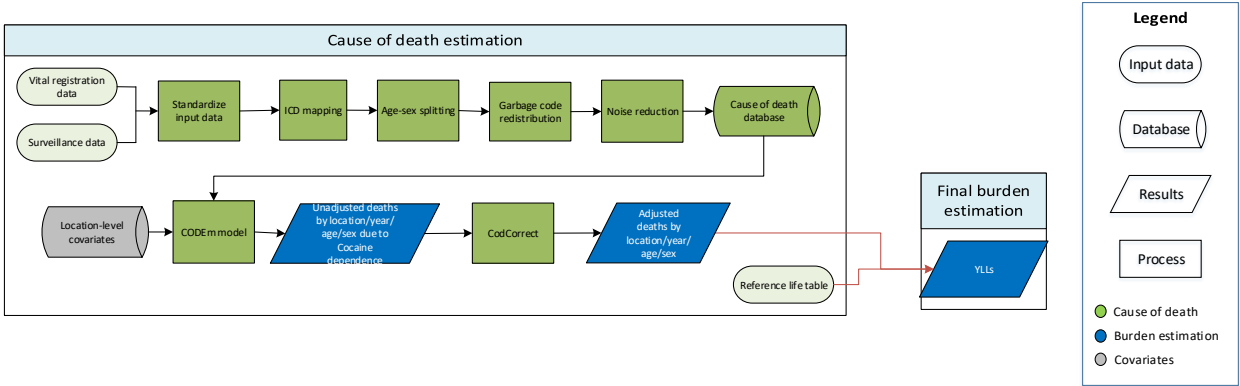 Cause of death estimation
Vital registration
data
Surveillance data
Standardize
input data
ICD mapping
Age-sex splitting
Garbage code
redistribution
Noise reduction
Cause of death
database
Location-level
covariates
CODEm model
Unadjusted deaths
by location/year/
age/sex due to
Cocaine
dependence
CodCorrect
Adjusted
deaths by
location/year/
age/sex
Reference life table
Final burden
estimation
YLLs
Legend
Input data
Database
Results
Process
Cause of death
Burden estimation
Covariates